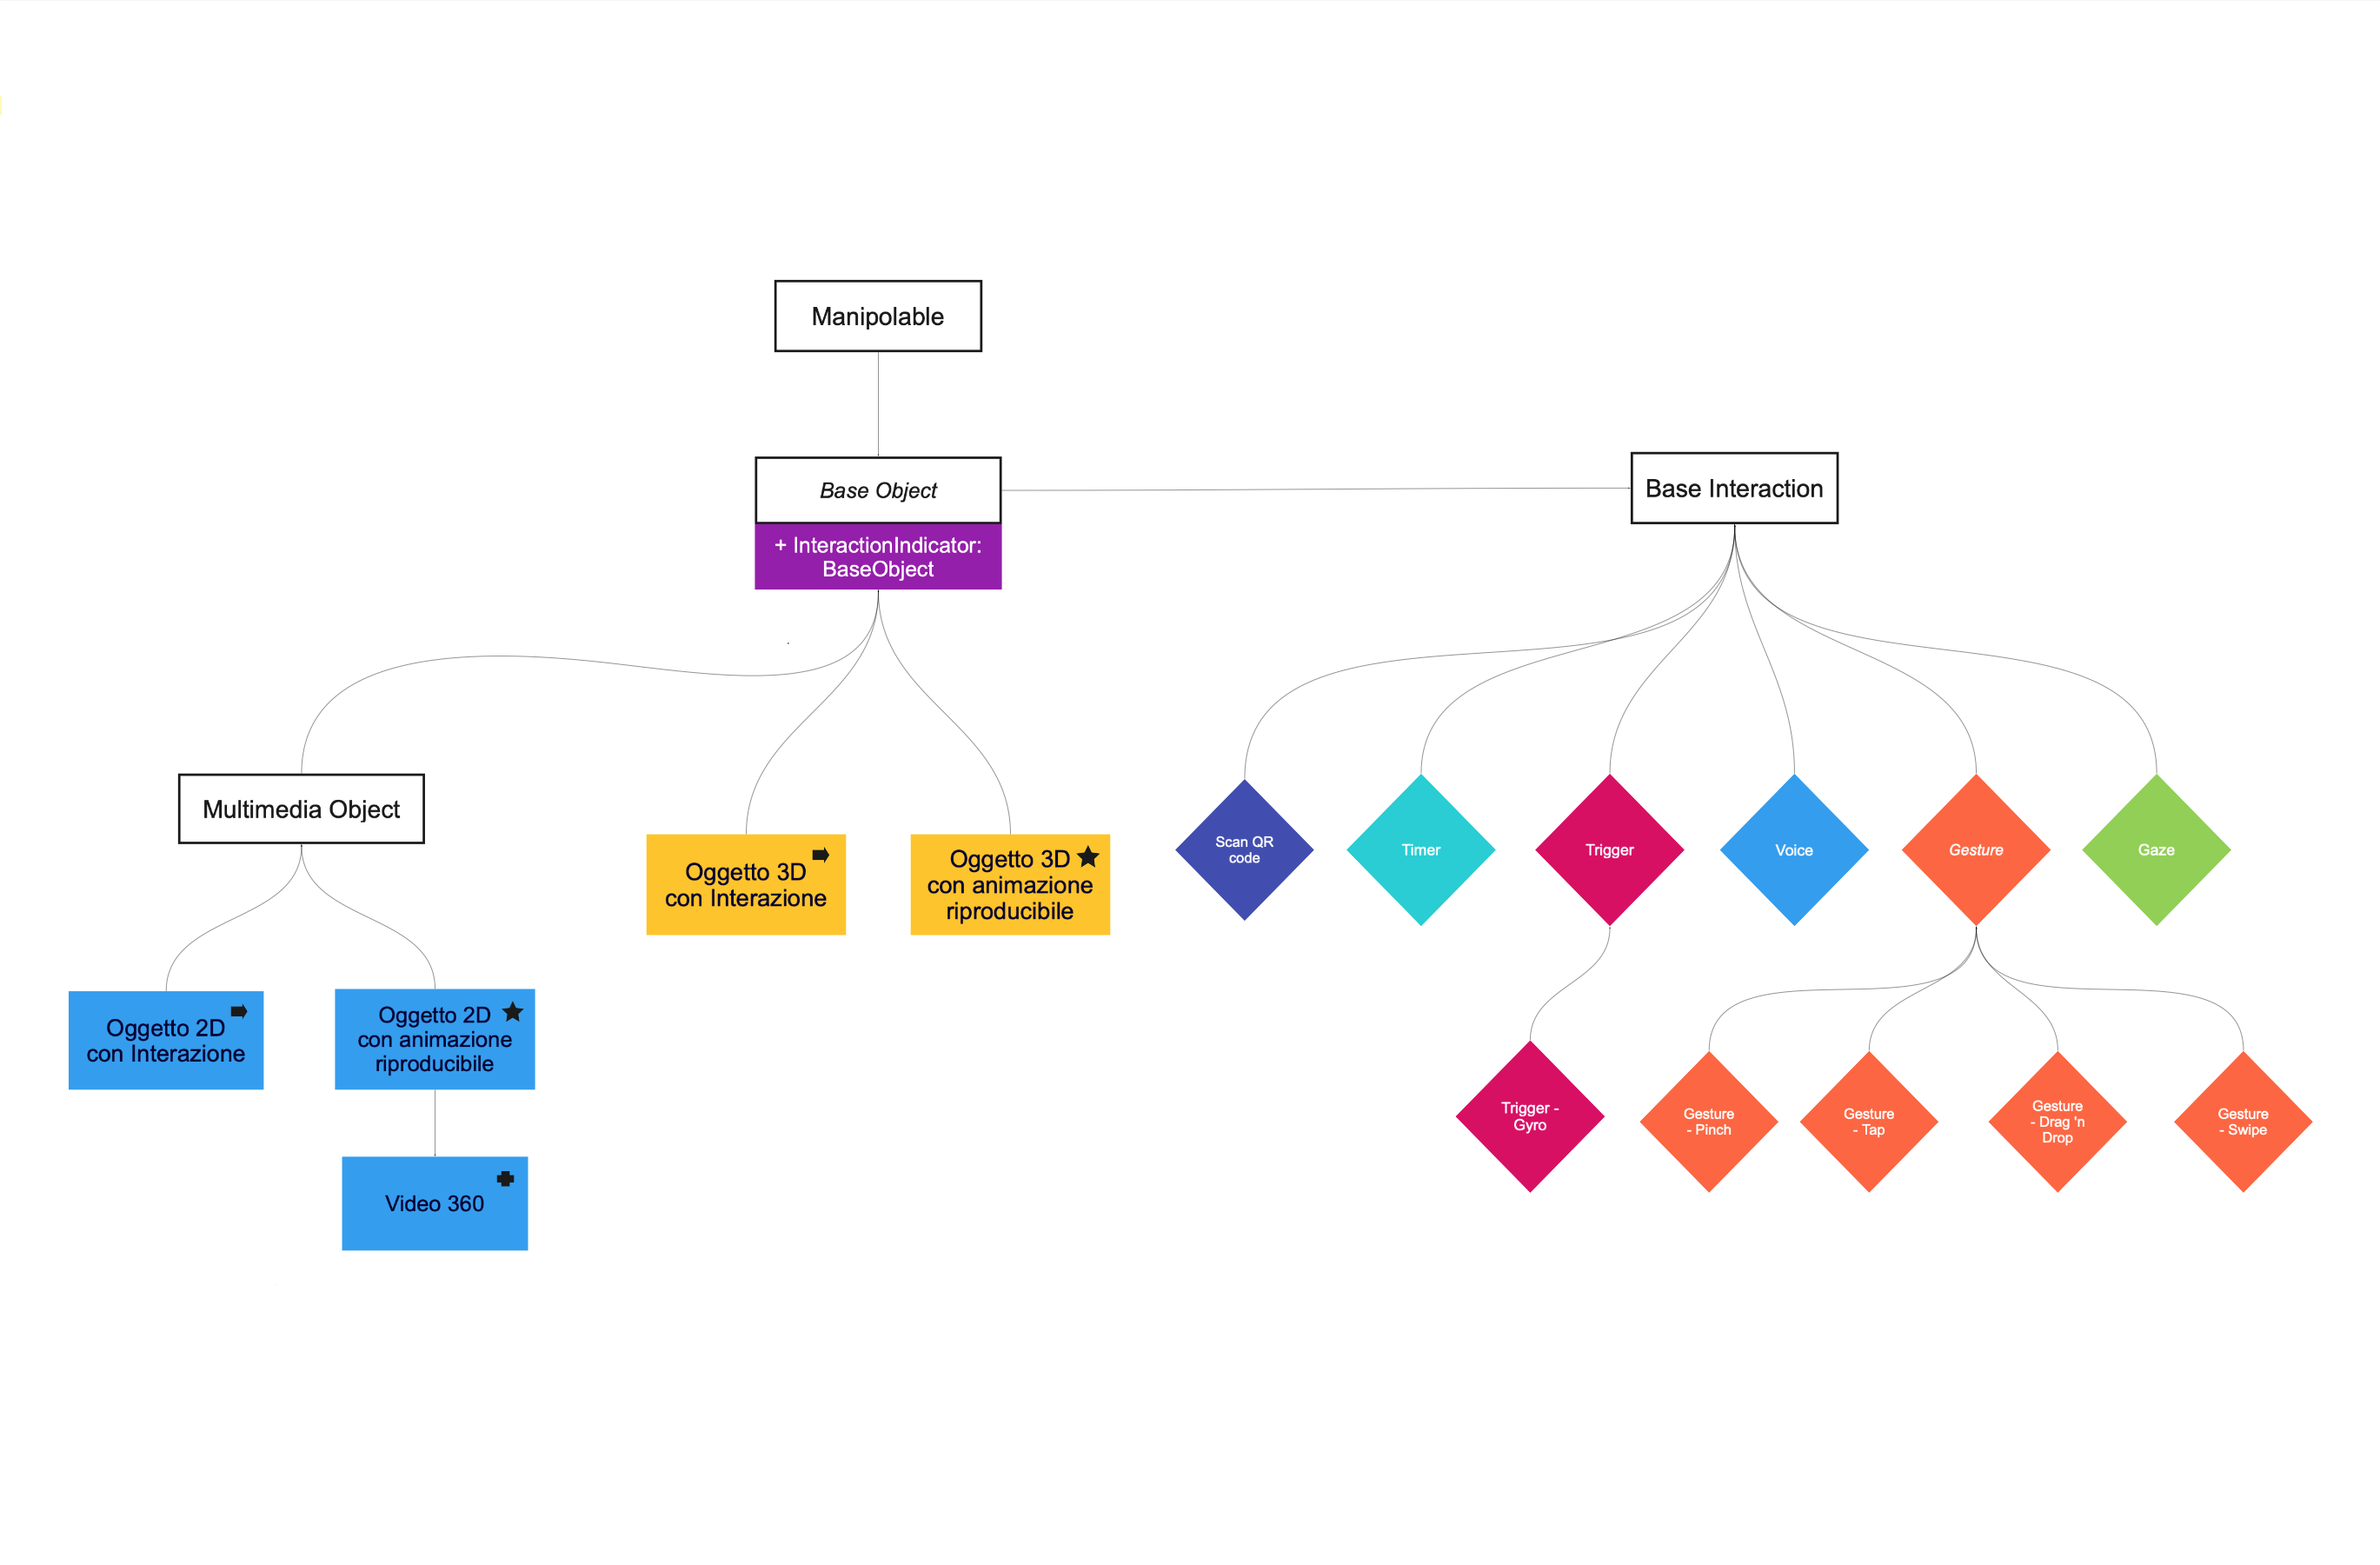 Manipolable
Base Object
+ InteractionIndicator:
BaseObject
Base Interaction
Multimedia Object
Oggetto 3D
con Interazione
Oggetto 3D
con animazione
riproducibile
Scan QR
code
Timer
Trigger
Voice
Gesture
Gaze
Oggetto 2D
con Interazione
Oggetto 2D
con animazione
riproducibile
Trigger -
Gyro
Gesture
- Pinch
Gesture
- Tap
Gesture
- Drag 'n
Drop
Gesture
- Swipe
Video 360